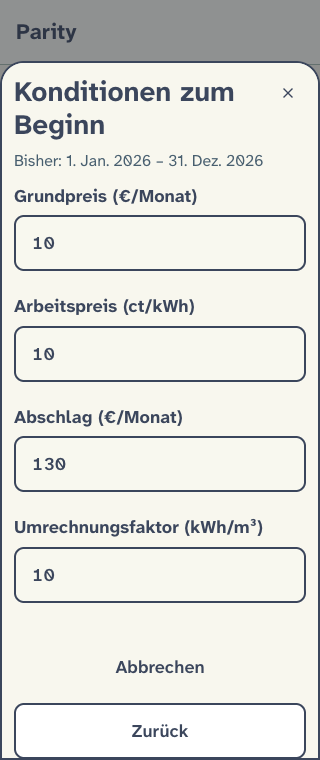 Parity
Konditionen zum
Beginn
×
Bisher: 1. Jan. 2026 – 31. Dez. 2026
Grundpreis (€/Monat)
10
Arbeitspreis (ct/kWh)
10
Abschlag (€/Monat)
130
Umrechnungsfaktor (kWh/m³)
10
Abbrechen
Zurück